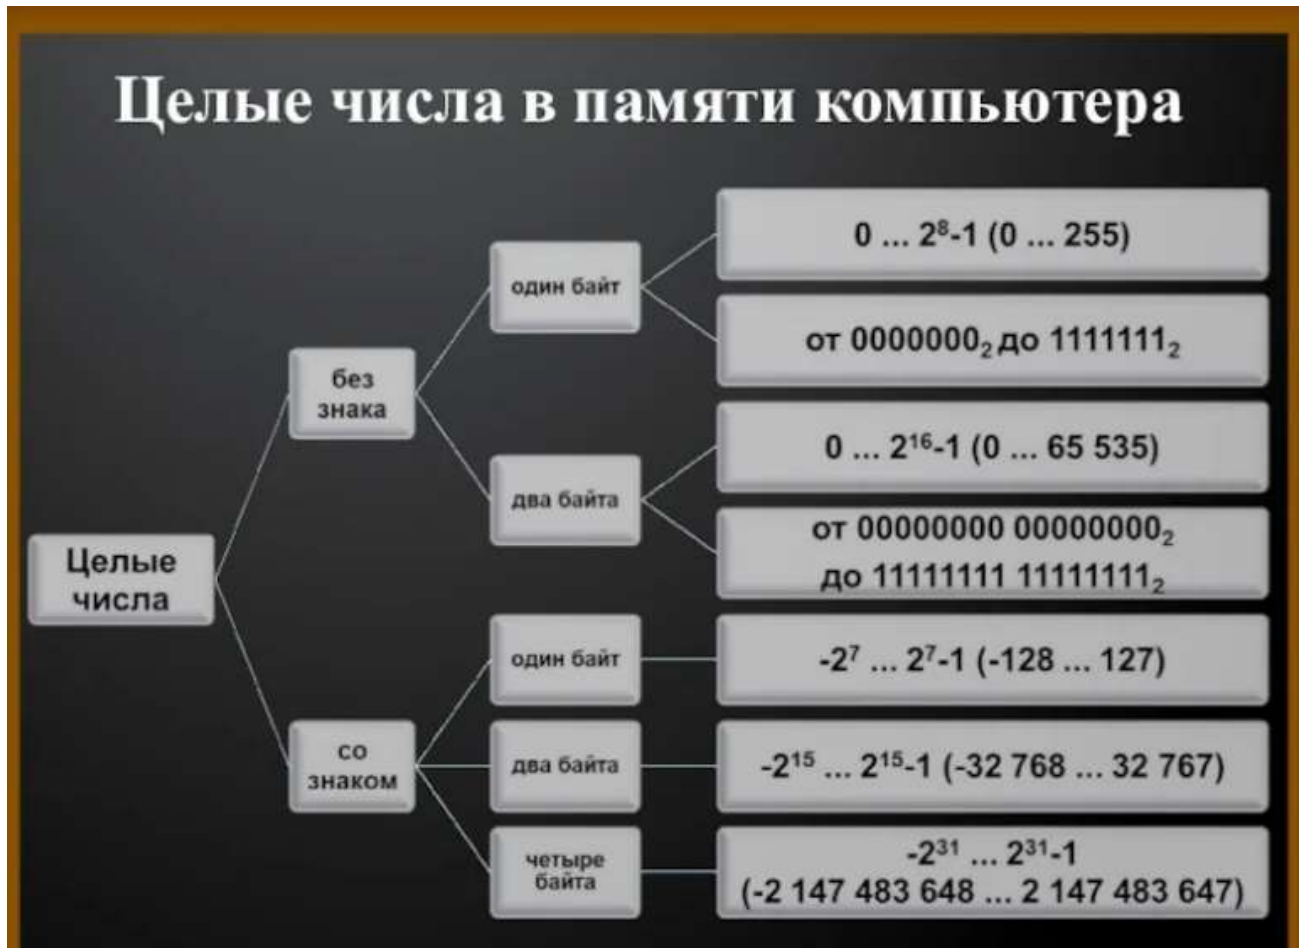 Целые числа в памяти компьютера
Целые
числа
без
знака
один байт
0 ... 2⁸-1 (0 ... 255)
от 0000000₂ до 1111111₂
два байта
0 ... 2¹⁶-1 (0 ... 65 535)
от 00000000 00000000₂
до 11111111 11111111₂
со
знаком
один байт
-2⁷ ... 2⁷-1 (-128 ... 127)
два байта
-2¹⁵ ... 2¹⁵-1 (-32 768 ... 32 767)
четыре
байта
-2³¹ ... 2³¹-1
(-2 147 483 648 ... 2 147 483 647)